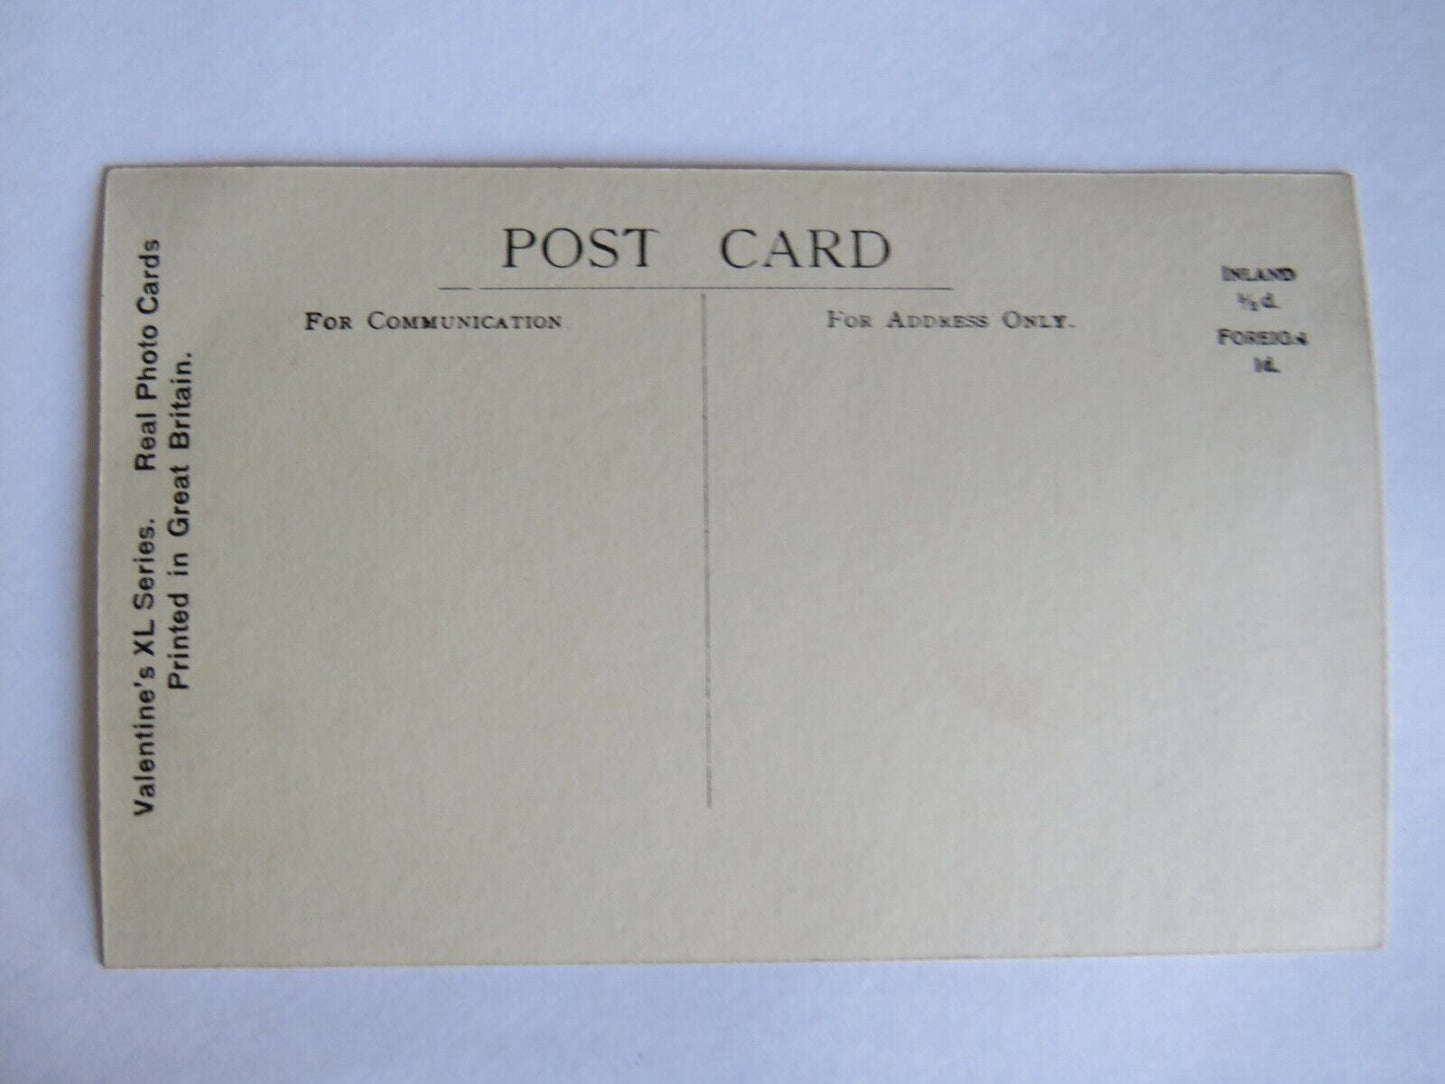 POST CARD
FOR COMMUNICATION
FOR ADDRESS ONLY.
INLAND
½d.
FOREIGN
1d.
Valentine's XL Series. Real Photo Cards
Printed in Great Britain.